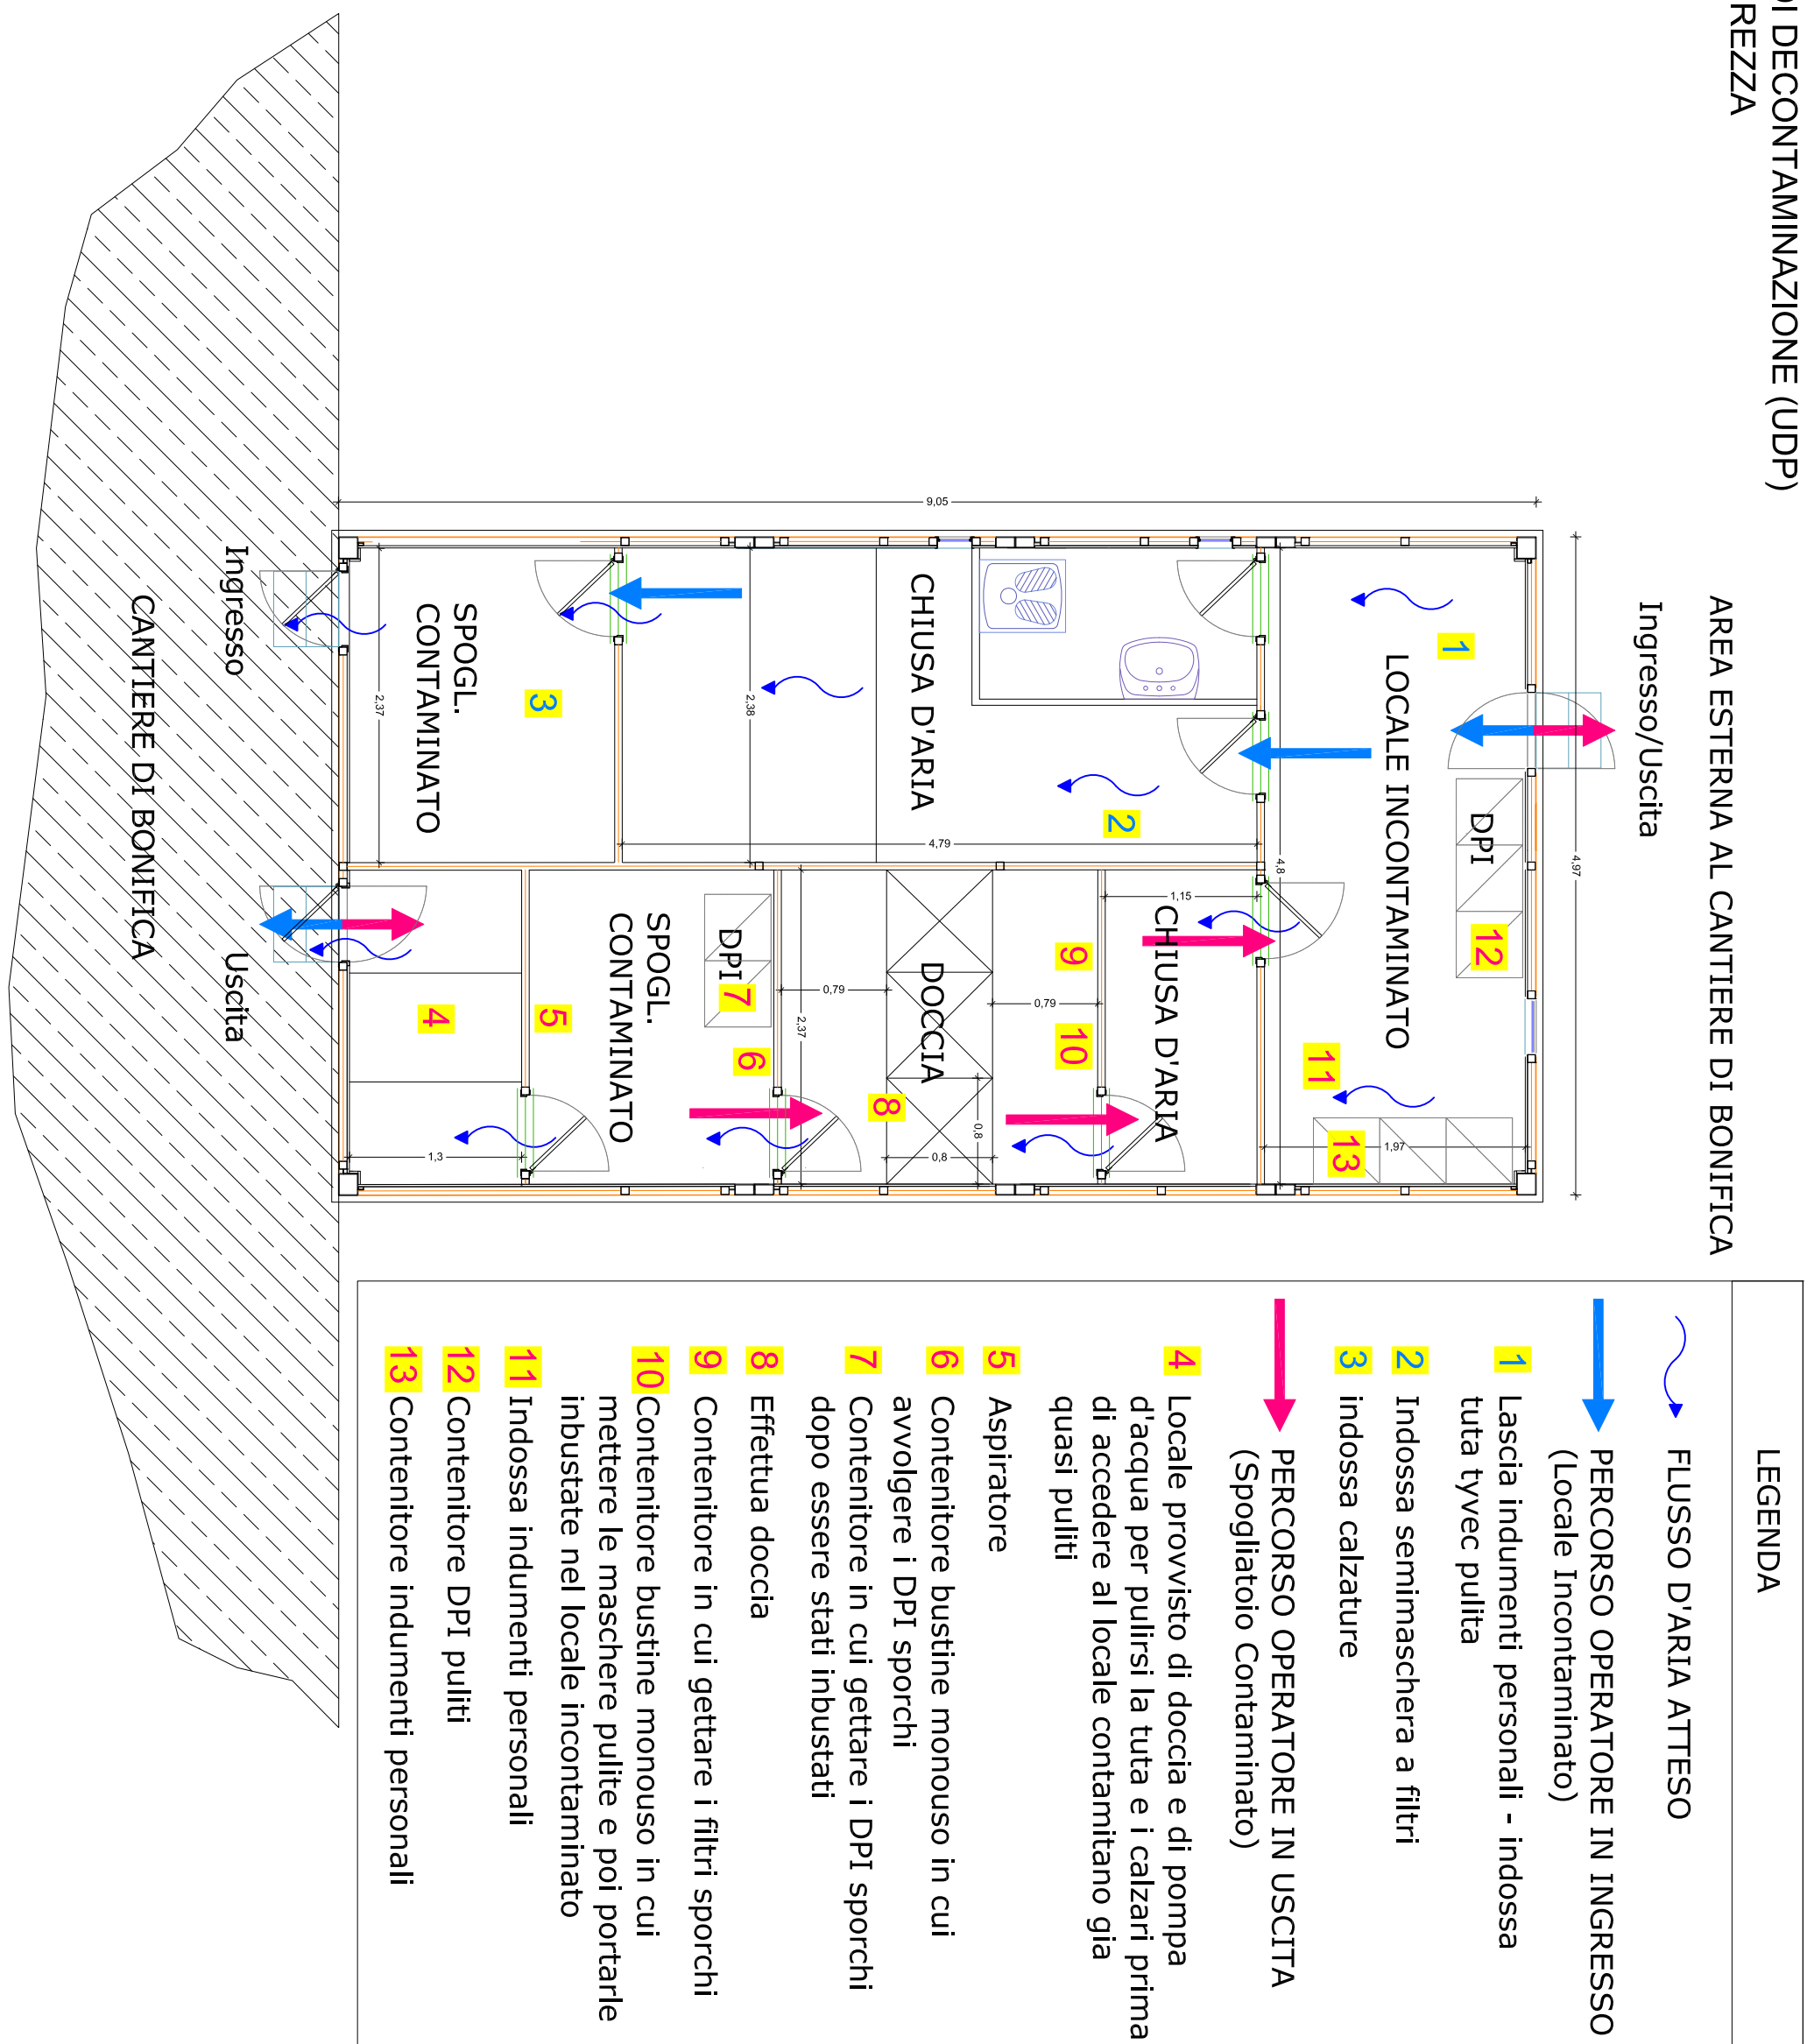 DI DECONTAMINAZIONE (UDP)
REZZA
AREA ESTERNA AL CANTIERE DI BONIFICA
Ingresso/Uscita
4,97
9,05
1
LOCALE INCONTAMINATO
DPI
12
11
13
1,97
4,8
CHIUSA D'ARIA
2
4,79
2,38
CHIUSA D'ARIA
1,15
9
10
0,79
DOCCIA
0,8
0,8
8
0,79
2,37
DPI
7
6
SPOGL.
CONTAMINATO
5
4
1,3
3
SPOGL.
CONTAMINATO
2,37
Ingresso
Uscita
CANTIERE DI BONIFICA
LEGENDA
FLUSSO D'ARIA ATTESO
PERCORSO OPERATORE IN INGRESSO
(Locale Incontaminato)
1 Lascia indumenti personali - indossa
tuta tyvec pulita
2 Indossa semimaschera a filtri
3 indossa calzature
PERCORSO OPERATORE IN USCITA
(Spogliatoio Contaminato)
4 Locale provvisto di doccia e di pompa
d'acqua per pulirsi la tuta e i calzari prima
di accedere al locale contamitano gia
quasi puliti
5 Aspiratore
6 Contenitore bustine monouso in cui
avvolgere i DPI sporchi
7 Contenitore in cui gettare i DPI sporchi
dopo essere stati inbustati
8 Effettua doccia
9 Contenitore in cui gettare i filtri sporchi
10 Contenitore bustine monouso in cui
mettere le maschere pulite e poi portarle
inbustate nel locale incontaminato
11 Indossa indumenti personali
12 Contenitore DPI puliti
13 Contenitore indumenti personali